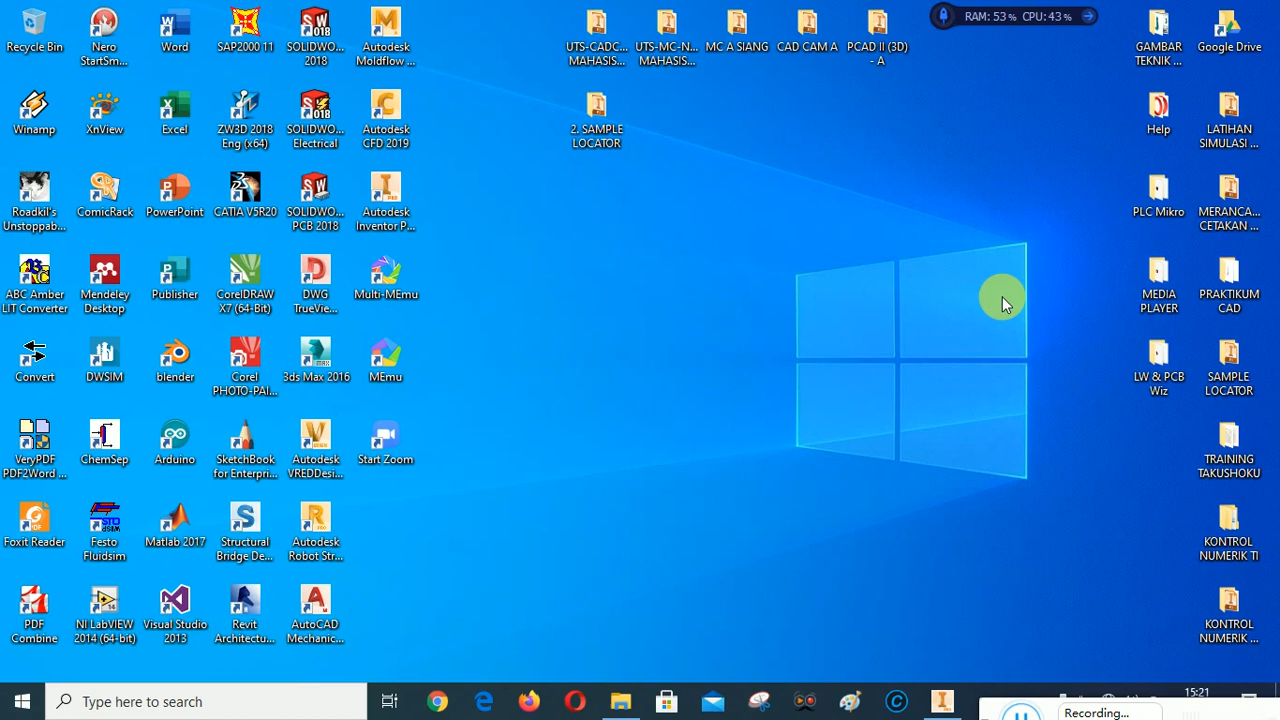 Recycle Bin
Nero
StartSm...
Word
SAP2000 11
SOLIDWO...
2018
Autodesk
Moldflow ...
UTS-CADC...
MAHASIS...
UTS-MC-N...
MAHASIS...
MC A SIANG
CAD CAM A
PCAD II (3D)
- A
RAM: 53 % CPU: 43 %
GAMBAR
TEKNIK ...
Google Drive
Winamp
XnView
Excel
ZW3D 2018
Eng (x64)
SOLIDWO...
Electrical
Autodesk
CFD 2019
2. SAMPLE
LOCATOR
Help
LATIHAN
SIMULASI ...
Roadkil's
Unstoppab...
ComicRack
PowerPoint
CATIA V5R20
SOLIDWO...
PCB 2018
Autodesk
Inventor P...
PLC Mikro
MERANCA...
CETAKAN ...
ABC Amber
LIT Converter
Mendeley
Desktop
Publisher
CorelDRAW
X7 (64-Bit)
DWG
TrueVie...
Multi-MEmu
MEDIA
PLAYER
PRAKTIKUM
CAD
Convert
DWSIM
blender
Corel
PHOTO-PAI...
3ds Max 2016
MEmu
LW & PCB
Wiz
SAMPLE
LOCATOR
VeryPDF
PDF2Word ...
ChemSep
Arduino
SketchBook
for Enterpri...
Autodesk
VREDDesi...
Start Zoom
TRAINING
TAKUSHOKU
Foxit Reader
Festo
Fluidsim
Matlab 2017
Structural
Bridge De...
Autodesk
Robot Str...
KONTROL
NUMERIK TI
PDF
Combine
NI LabVIEW
2014 (64-bit)
Visual Studio
2013
Revit
Architectu...
AutoCAD
Mechanic...
KONTROL
NUMERIK ...
Type here to search
15:21
Recording...